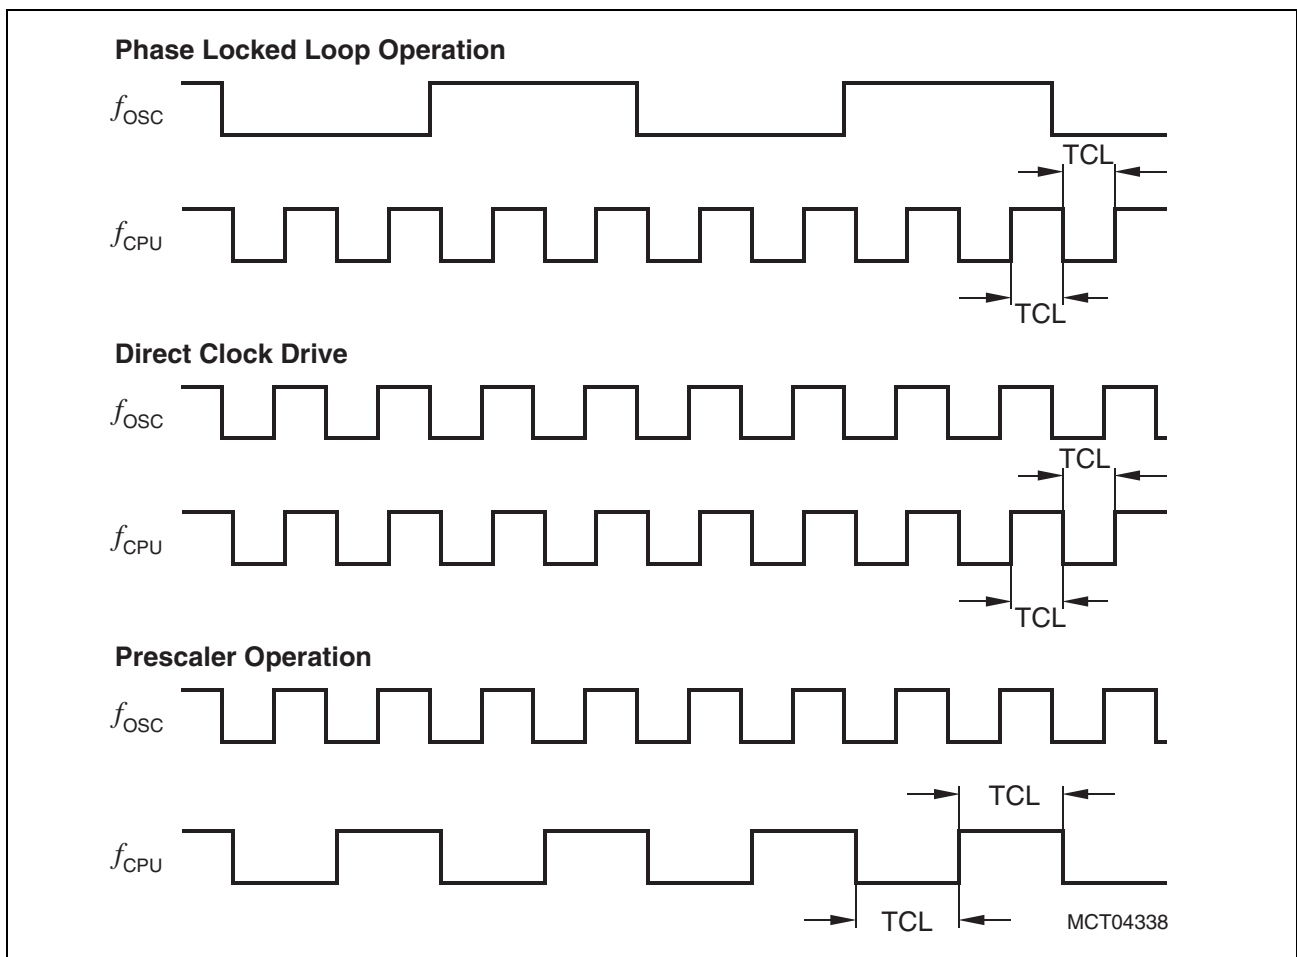 Phase Locked Loop Operation
fOSC
TCL
fCPU
TCL
Direct Clock Drive
fOSC
TCL
fCPU
TCL
Prescaler Operation
fOSC
TCL
fCPU
TCL
MCT04338